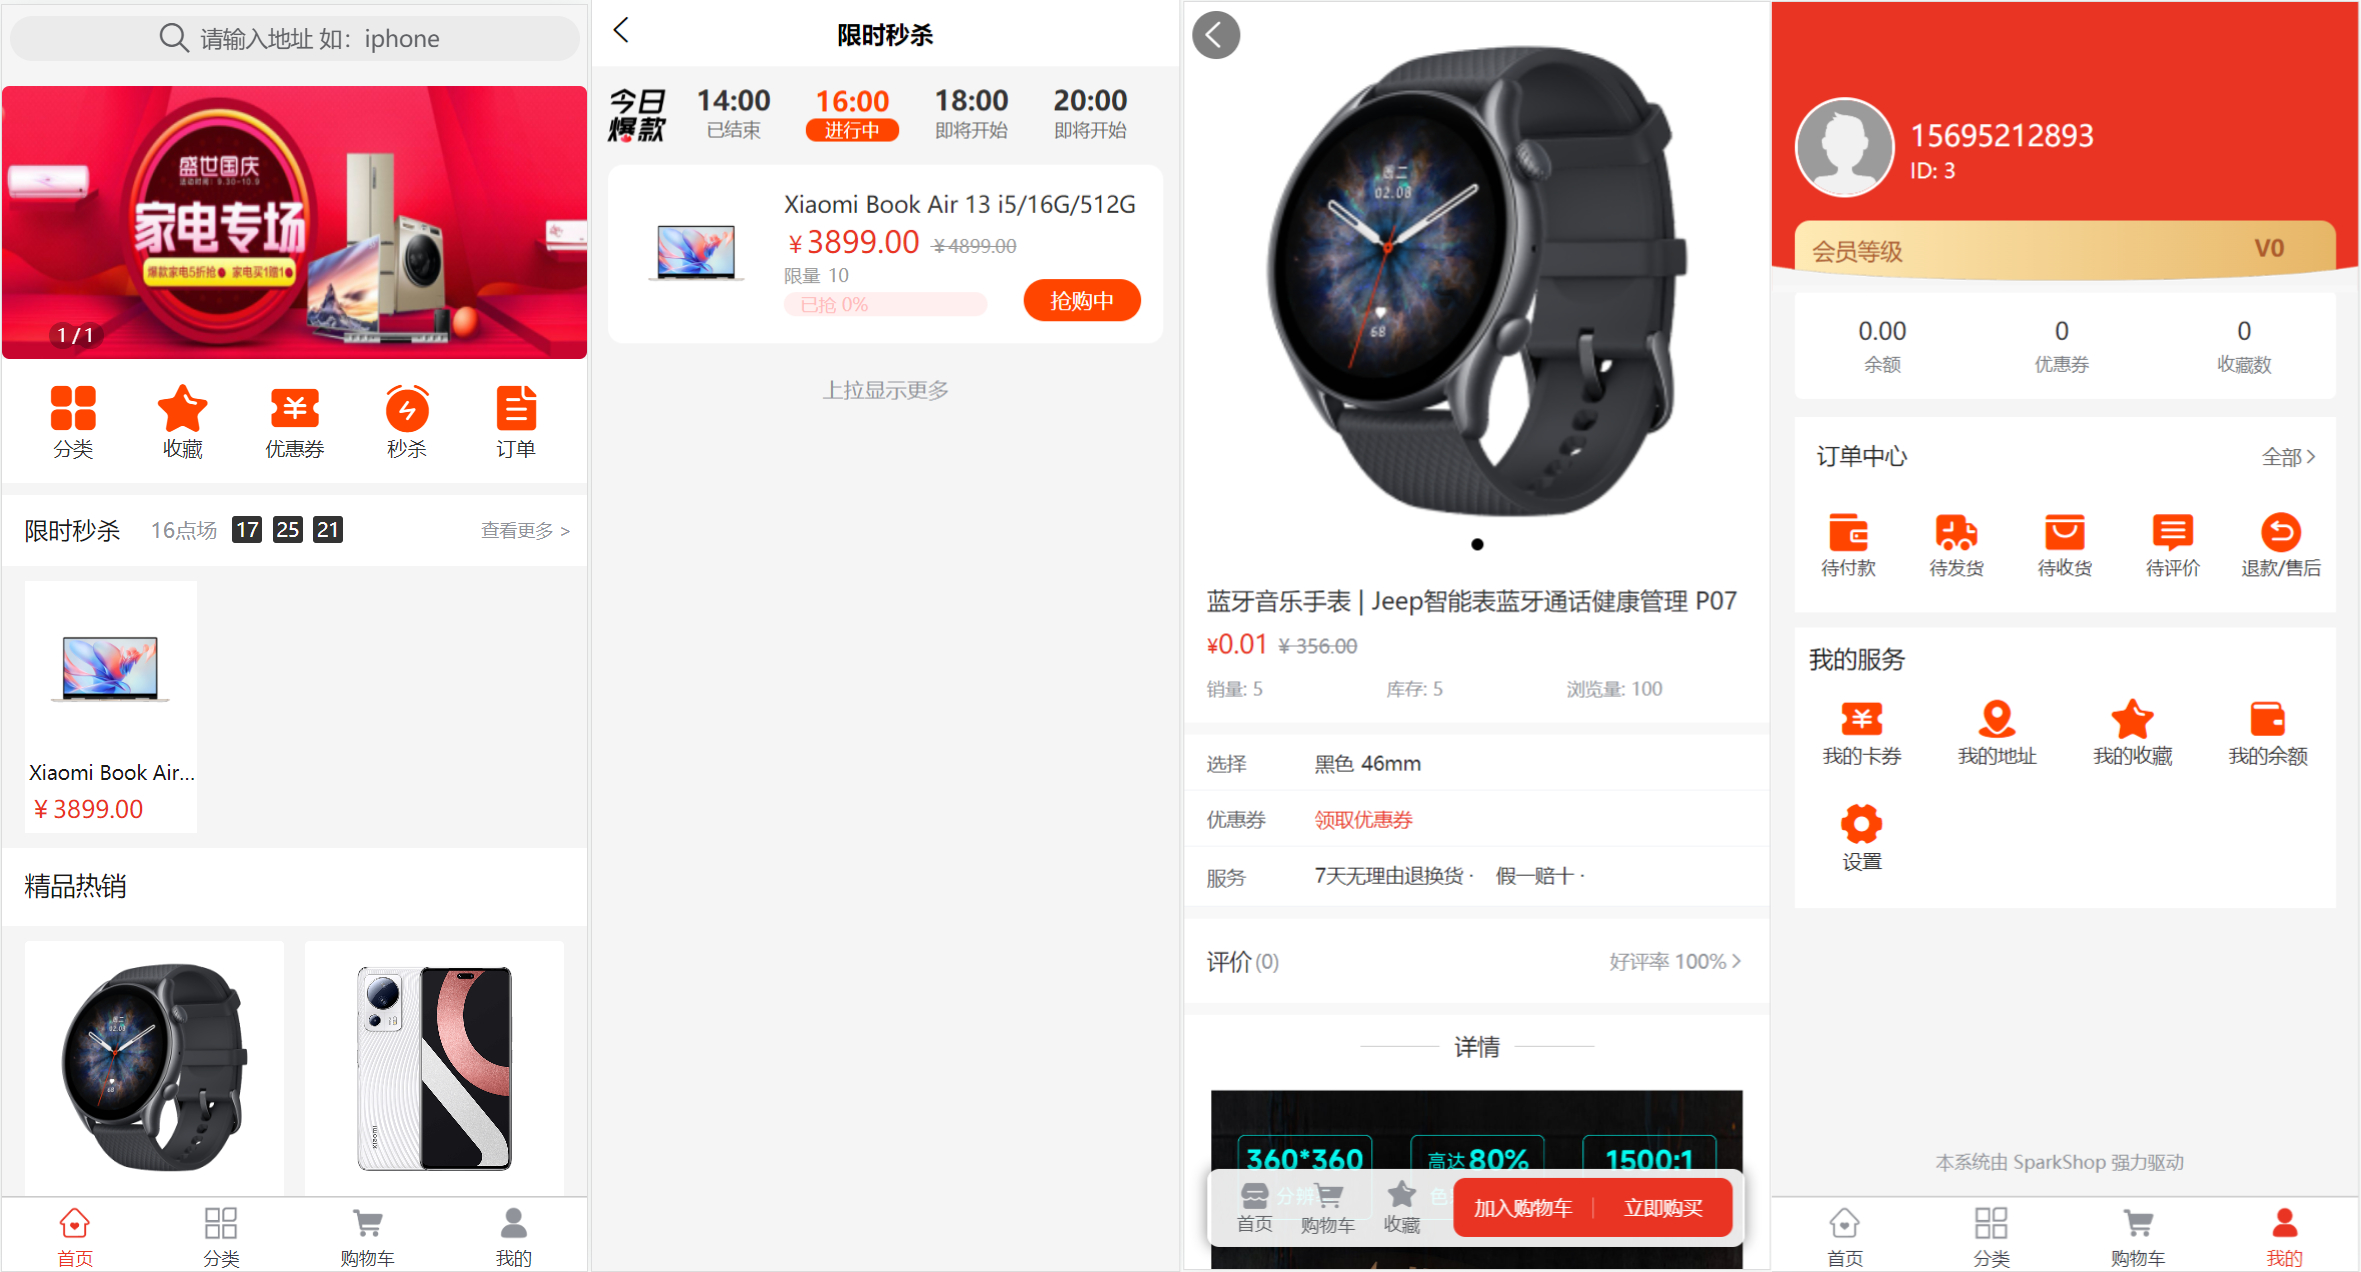 请输入地址 如：iphone
盛世国庆
活动时间：9.30-10.9
家电专场
爆款家电5折抢 家电买1赠1
1 / 1
分类 收藏 优惠券 秒杀 订单
限时秒杀 16点场 17 25 21 查看更多 >
Xiaomi Book Air...
¥ 3899.00
精品热销
首页 分类 购物车 我的
限时秒杀
今日爆款
14:00 16:00 18:00 20:00
已结束 进行中 即将开始 即将开始
Xiaomi Book Air 13 i5/16G/512G
¥ 3899.00 ¥ 4899.00
限量 10
已抢 0%
抢购中
上拉显示更多
周二
02.08
68
蓝牙音乐手表 | Jeep智能表蓝牙通话健康管理 P07
¥0.01 ¥ 356.00
销量: 5 库存: 5 浏览量: 100
选择 黑色 46mm
优惠券 领取优惠券
服务 7天无理由退换货 · 假一赔十 ·
评价(0) 好评率 100%
详情
360*360 高达80% 1500:1
分辨 色
首页 购物车 收藏 加入购物车 立即购买
15695212893
ID: 3
会员等级 V0
0.00 0 0
余额 优惠券 收藏数
订单中心 全部
待付款 待发货 待收货 待评价 退款/售后
我的服务
我的卡券 我的地址 我的收藏 我的余额
设置
本系统由 SparkShop 强力驱动
首页 分类 购物车 我的